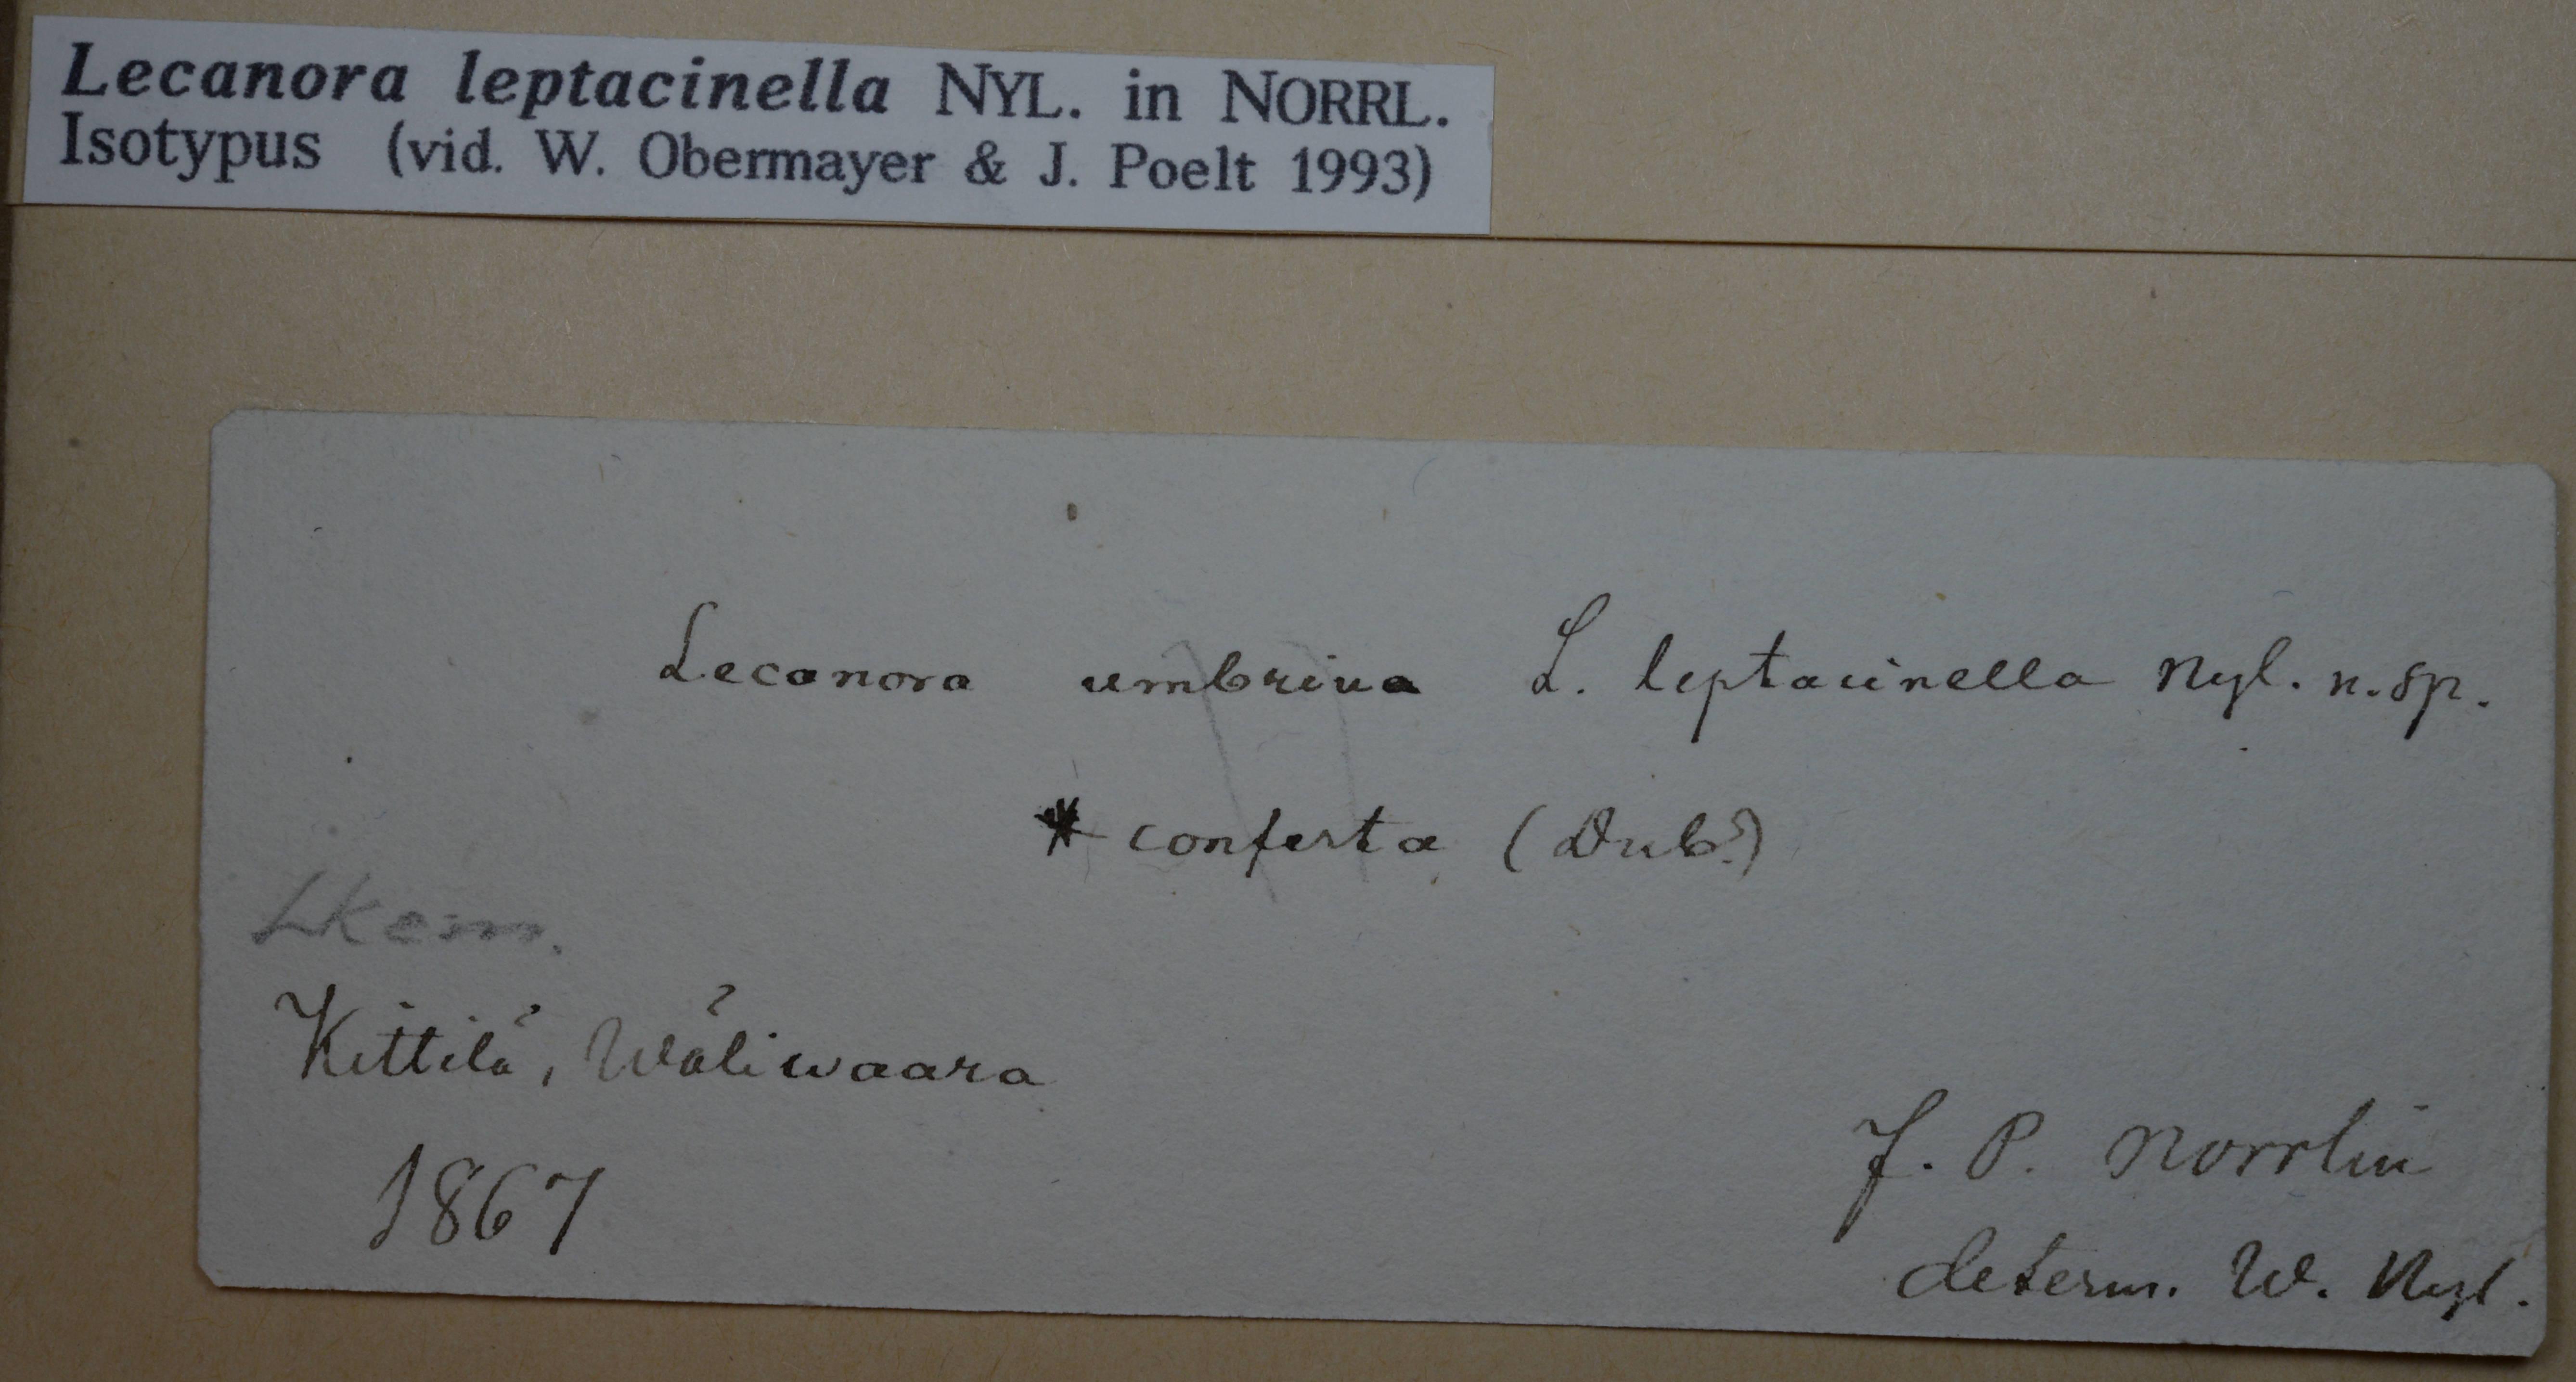 Lecanora leptacinella NYL. in NORRL.
Isotypus (vid. W. Obermayer & J. Poelt 1993)
Lecanora umbrina L. leptacinella Nyl. n. sp.
* conferta (Dub.)
Lkem.
Kittilä, Wäliwaara
1867
J. P. Norrlin
determ. W. Nyl.